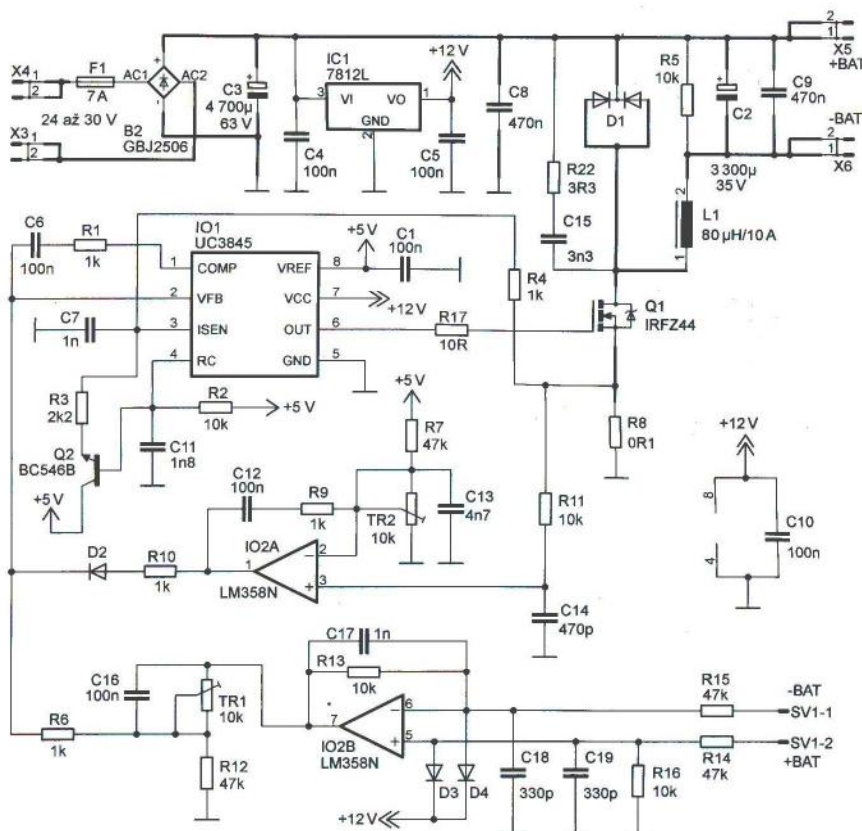 X4 1
2
F1
7A
24 až 30 V
X3 1
2
AC1 AC2
+
-
B2
GBJ2506
+
C3
4 700µ
63 V
IC1
7812L
3 VI VO 1
GND
2
+12 V
C4
100n
C5
100n
C8
470n
R22
3R3
C15
3n3
D1
R5
10k
+
C2
3 300µ
35 V
C9
470n
2
1
X5
+BAT
-BAT
2
1
X6
2
L1
80 µH/10 A
1
C6
100n
R1
1k
IO1
UC3845
1 COMP VREF 8
2 VFB VCC 7
3 ISEN OUT 6
4 RC GND 5
+5 V
C1
100n
+12 V
R4
1k
R17
10R
Q1
IRFZ44
C7
1n
R3
2k2
Q2
BC546B
+5 V
R2
10k
+5 V
C11
1n8
+5 V
R7
47k
TR2
10k
C13
4n7
R8
0R1
R11
10k
+12 V
8
4
C10
100n
C12
100n
R9
1k
IO2A
1
2
−
3
+
LM358N
D2
R10
1k
C14
470p
C17 1n
R13
10k
C16
100n
TR1
10k
R6
1k
R12
47k
7
6
−
5
+
IO2B
LM358N
D3 D4
+12 V
C18
330p
C19
330p
R16
10k
R15
47k
-BAT
SV1-1
SV1-2
+BAT
R14
47k